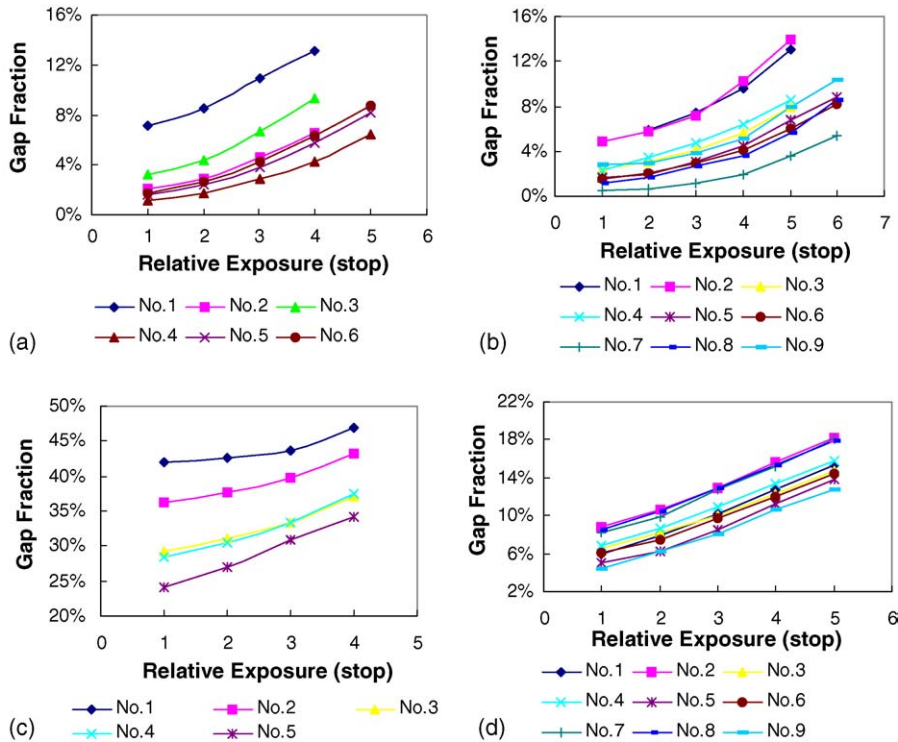 16%
12%
8%
4%
0%
Gap Fraction
0 1 2 3 4 5 6
Relative Exposure (stop)
No.1 No.2 No.3
No.4 No.5 No.6
(a)
16%
12%
8%
4%
0%
Gap Fraction
0 1 2 3 4 5 6 7
Relative Exposure (stop)
No.1 No.2 No.3
No.4 No.5 No.6
No.7 No.8 No.9
(b)
50%
45%
40%
35%
30%
25%
20%
Gap Fraction
0 1 2 3 4 5
Relative Exposure (stop)
No.1 No.2 No.3
No.4 No.5
(c)
22%
18%
14%
10%
6%
2%
Gap Fraction
0 1 2 3 4 5 6
Relative Exposure (stop)
No.1 No.2 No.3
No.4 No.5 No.6
No.7 No.8 No.9
(d)